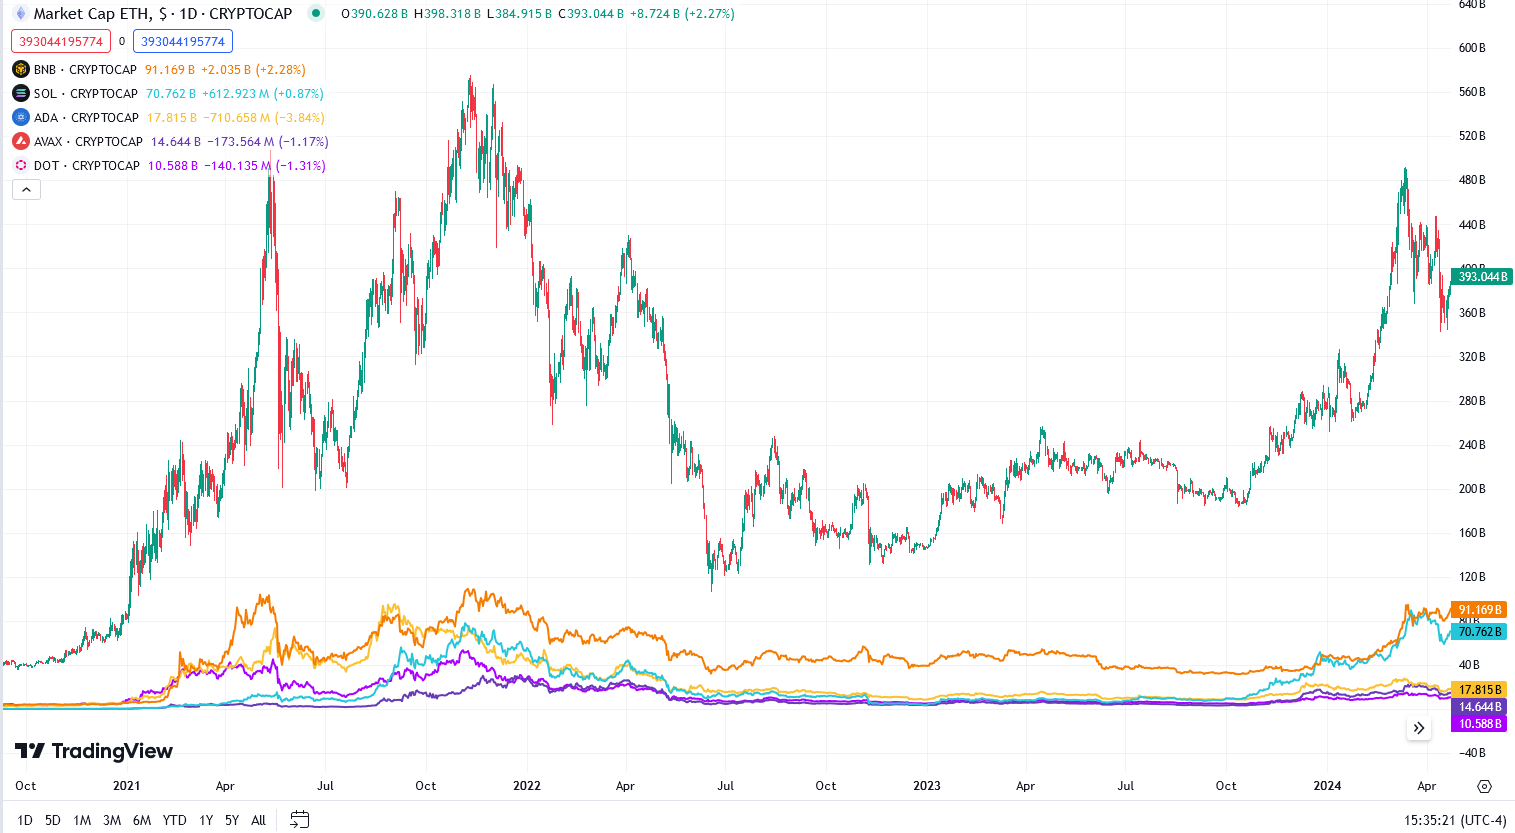 Market Cap ETH, $ · 1D · CRYPTOCAP O390.628 B H398.318 B L384.915 B C393.044 B +8.724 B (+2.27%)
393044195774 0 393044195774
BNB · CRYPTOCAP 91.169 B +2.035 B (+2.28%)
SOL · CRYPTOCAP 70.762 B +612.923 M (+0.87%)
ADA · CRYPTOCAP 17.815 B −710.658 M (−3.84%)
AVAX · CRYPTOCAP 14.644 B −173.564 M (−1.17%)
DOT · CRYPTOCAP 10.588 B −140.135 M (−1.31%)
640 B
600 B
560 B
520 B
480 B
440 B
400 B
393.044 B
360 B
320 B
280 B
240 B
200 B
160 B
120 B
91.169 B
80 B
70.762 B
40 B
17.815 B
14.644 B
10.588 B
−40 B
TradingView
Oct 2021 Apr Jul Oct 2022 Apr Jul Oct 2023 Apr Jul Oct 2024 Apr
1D 5D 1M 3M 6M YTD 1Y 5Y All 15:35:21 (UTC-4)